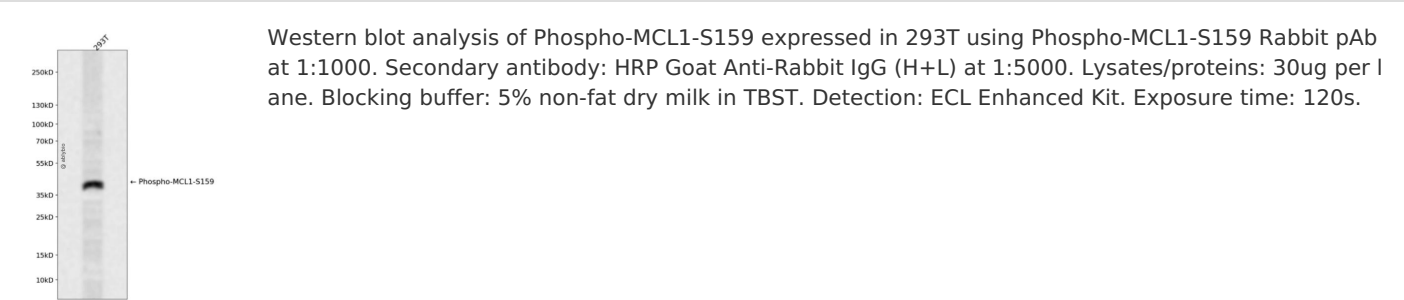 293T
Western blot analysis of Phospho-MCL1-S159 expressed in 293T using Phospho-MCL1-S159 Rabbit pAb
at 1:1000. Secondary antibody: HRP Goat Anti-Rabbit IgG (H+L) at 1:5000. Lysates/proteins: 30ug per l
ane. Blocking buffer: 5% non-fat dry milk in TBST. Detection: ECL Enhanced Kit. Exposure time: 120s.
250kD
130kD
100kD
70kD
55kD
← Phospho-MCL1-S159
35kD
25kD
15kD
10kD